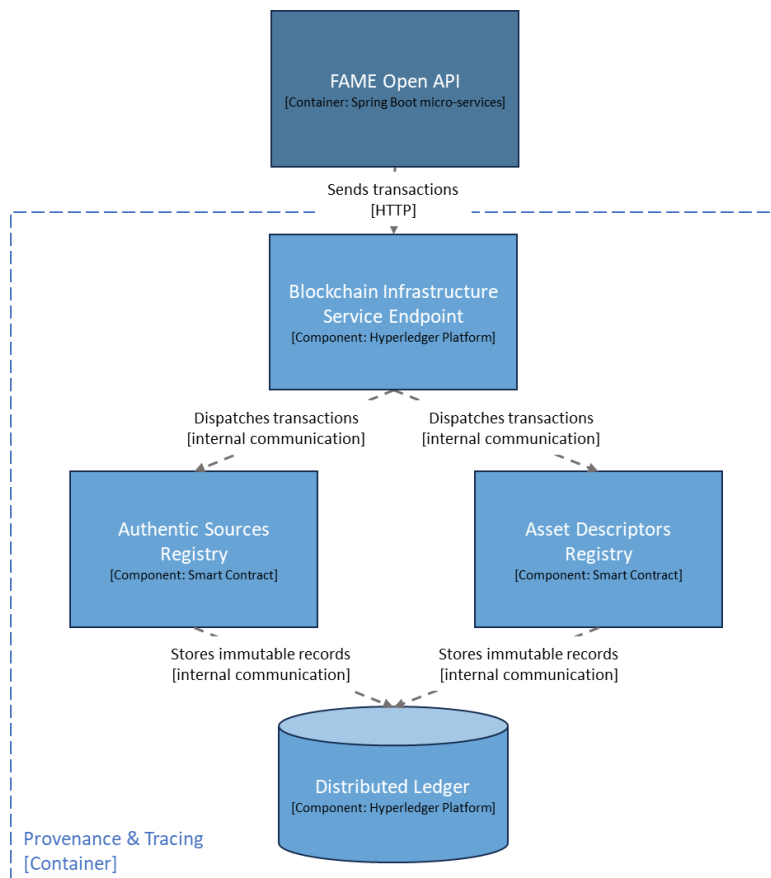 FAME Open API
[Container: Spring Boot micro-services]
Sends transactions
[HTTP]
Blockchain Infrastructure
Service Endpoint
[Component: Hyperledger Platform]
Dispatches transactions
[internal communication]
Dispatches transactions
[internal communication]
Authentic Sources
Registry
[Component: Smart Contract]
Asset Descriptors
Registry
[Component: Smart Contract]
Stores immutable records
[internal communication]
Stores immutable records
[internal communication]
Distributed Ledger
[Component: Hyperledger Platform]
Provenance & Tracing
[Container]